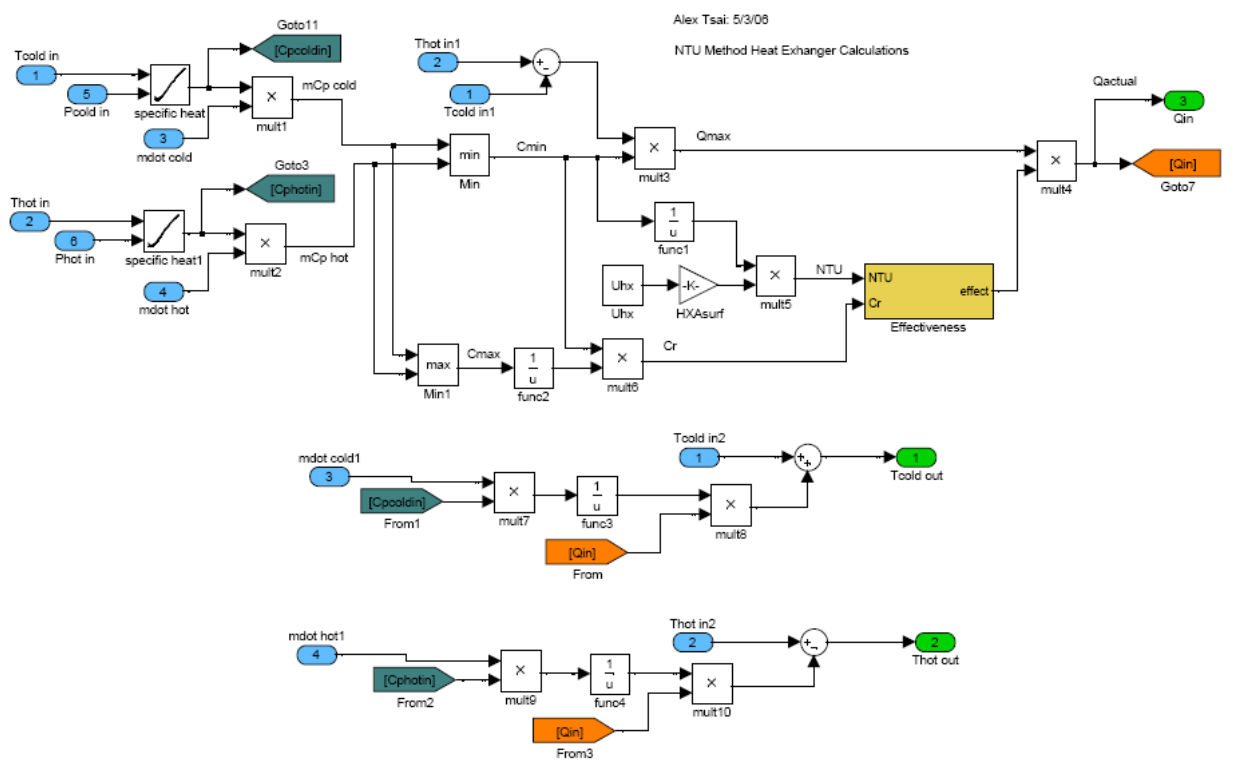 Alex Tsai: 5/3/06
NTU Method Heat Exhanger Calculations
Goto11
[Cpcoldin]
Tcold in
1
5
Pcold in
specific heat
×
mult1
mCp cold
3
mdot cold
Thot in1
2
+
-
1
Tcold in1
Qactual
3
Qin
[Qin]
Goto7
Goto3
[Cphotin]
Thot in
2
6
Phot in
specific heat1
×
mult2
mCp hot
4
mdot hot
min
Min
Cmin
×
mult3
Qmax
×
mult4
1
u
func1
Uhx
Uhx
-K-
HXAsurf
×
mult5
NTU
NTU
Cr
effect
Effectiveness
max
Min1
Cmax
1
u
func2
×
mult6
Cr
mdot cold1
3
[Cpcoldin]
From1
×
mult7
1
u
func3
[Qin]
From
×
mult8
Tcold in2
1
+
+
1
Tcold out
mdot hot1
4
[Cphotin]
From2
×
mult9
1
u
func4
[Qin]
From3
×
mult10
Thot in2
2
+
-
2
Thot out